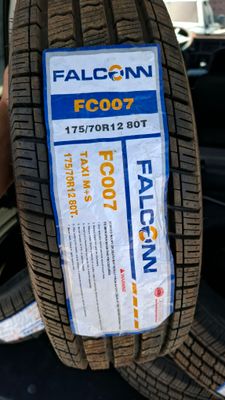 FALCONN
FC007
175/70R12 80T
FALCONN
FC007
TAXI M+S
175/70R12 80T.